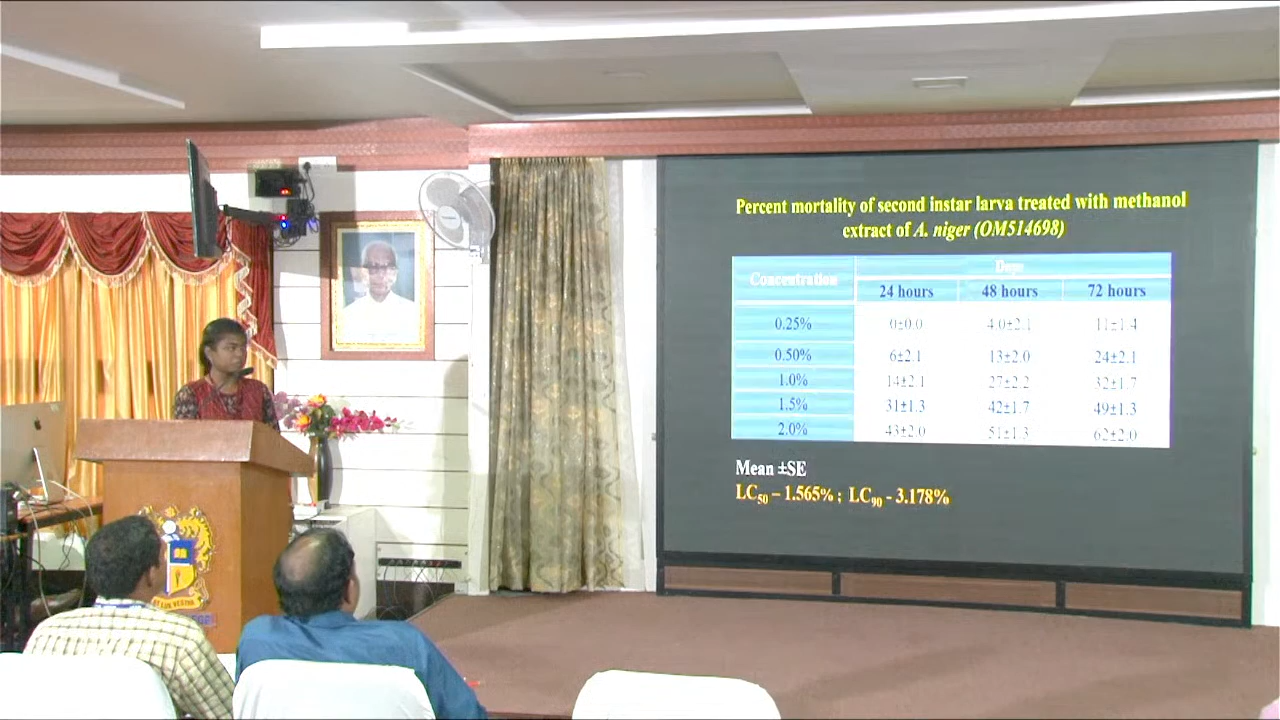 Percent mortality of second instar larva treated with methanol
extract of A. niger (OM514698)
Concentration Days
24 hours 48 hours 72 hours
0.25% 0±0.0 4.0±2.1 11±1.4
0.50% 6±2.1 13±2.0 24±2.1
1.0% 14±2.1 27±2.2 32±1.7
1.5% 31±1.3 42±1.7 49±1.3
2.0% 43±2.0 51±1.3 62±2.0
Mean ±SE
LC50 – 1.565% ; LC90 - 3.178%